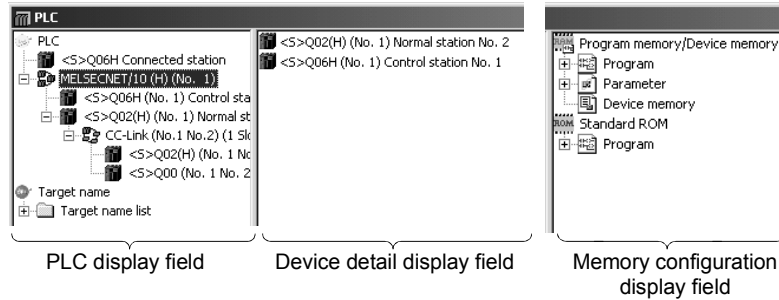 PLC
PLC
<S>Q06H Connected station
MELSECNET/10 (H) (No. 1)
<S>Q06H (No. 1) Control sta
<S>Q02(H) (No. 1) Normal st
CC-Link (No.1 No.2) (1 Slo
<S>Q02(H) (No. 1 No
<S>Q00 (No. 1 No. 2
Target name
Target name list
<S>Q02(H) (No. 1) Normal station No. 2
<S>Q06H (No. 1) Control station No. 1
Program memory/Device memory
Program
Parameter
Device memory
ROM Standard ROM
Program
PLC display field
Device detail display field
Memory configuration
display field